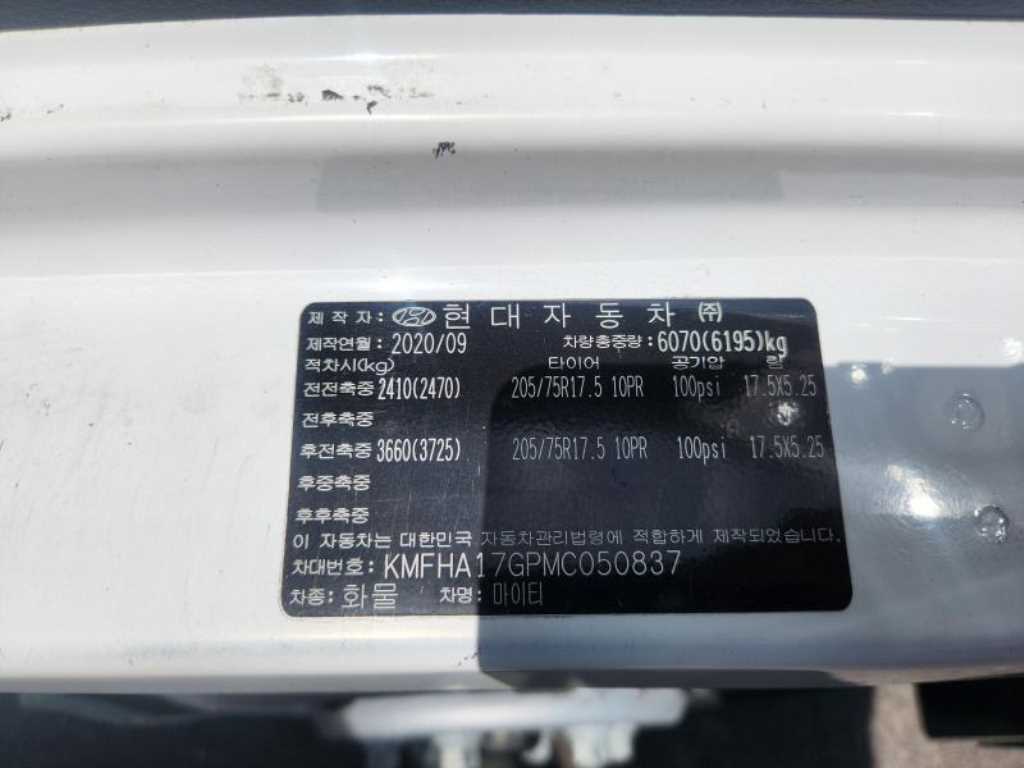 제 작 자 : 현 대 자 동 차 ㈜
제작연월 : 2020/09 차량총중량 : 6070(6195)kg
적차시(kg) 타이어 공기압 림
전전축중 2410(2470) 205/75R17.5 10PR 100psi 17.5X5.25
전후축중
후전축중 3660(3725) 205/75R17.5 10PR 100psi 17.5X5.25
후중축중
후후축중
이 자동차는 대한민국 자동차관리법령에 적합하게 제작되었습니다.
차대번호 : KMFHA17GPMC050837
차종 : 화물 차명 : 마이티